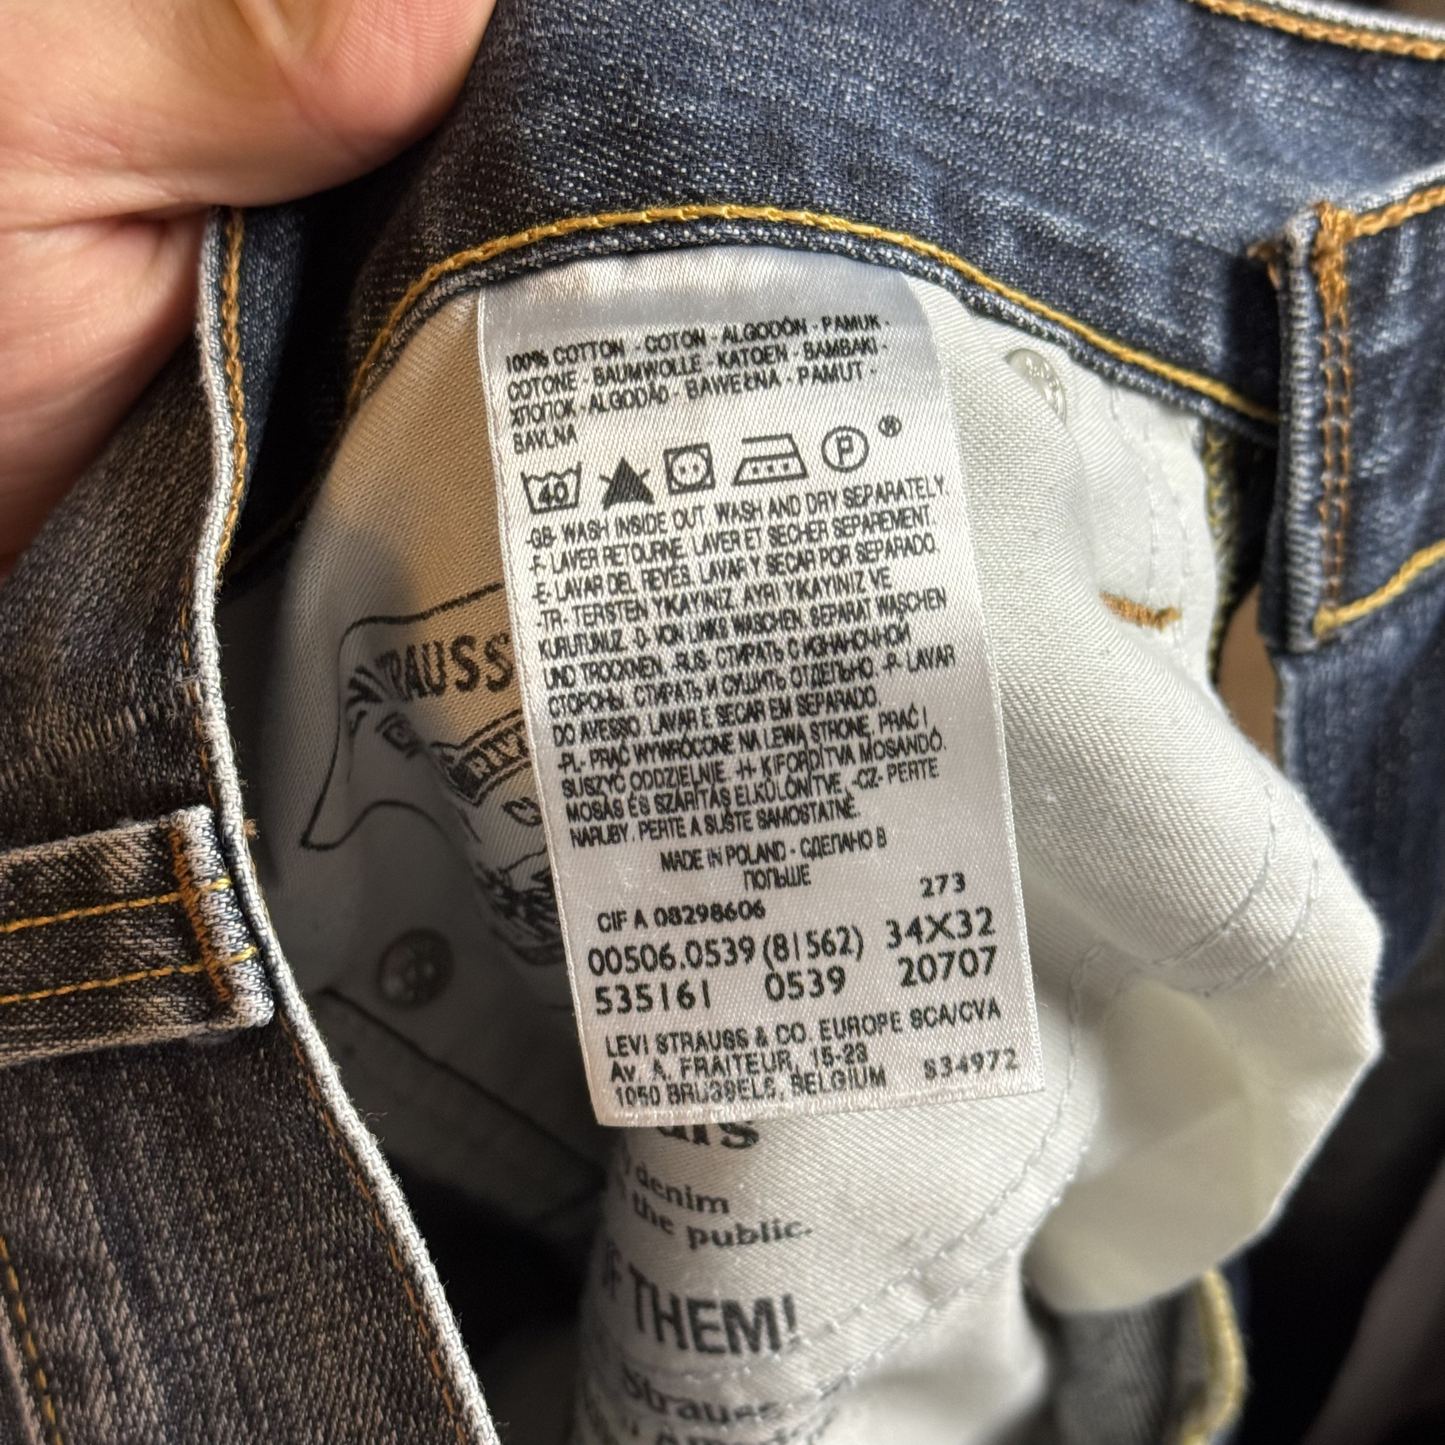 100% COTTON - COTON - ALGODÓN - PAMUK -
COTONE - BAUMWOLLE - KATOEN - BAMBAKI -
ХЛОПОК - ALGODÃO - BAWEŁNA - PAMUT -
BAVLNA
40 P ®
-GB- WASH INSIDE OUT. WASH AND DRY SEPARATELY.
-F- LAVER RETOURNE. LAVER ET SECHER SEPAREMENT.
-E- LAVAR DEL REVES. LAVAR Y SECAR POR SEPARADO.
-TR- TERSTEN YIKAYINIZ. AYRI YIKAYINIZ VE
KURUTUNUZ. -D- VON LINKS WASCHEN. SEPARAT WASCHEN
UND TROCKNEN. -RUS- СТИРАТЬ С ИЗНАНОЧНОЙ
СТОРОНЫ. СТИРАТЬ И СУШИТЬ ОТДЕЛЬНО -P- LAVAR
DO AVESSO. LAVAR E SECAR EM SEPARADO.
-PL- PRAĆ WYWRÓCONE NA LEWĄ STRONĘ, PRAĆ I
SUSZYĆ ODDZIELNIE. -H- KIFORDÍTVA MOSANDÓ.
MOSÁS ÉS SZÁRÍTÁS ELKÜLÖNÍTVE. -CZ- PERTE
NARUBY. PERTE A SUŠTE SAMOSTATNĚ.
MADE IN POLAND - СДЕЛАНО В
ПОЛЬШЕ
273
CIF A 08298606
00506.0539 (81562) 34X32
535161 0539 20707
LEVI STRAUSS & CO. EUROPE SCA/CVA
Av. A. FRAITEUR, 15-23
1050 BRUSSELS, BELGIUM S34972
STRAUSS
denim
the public.
OF THEM!
Strauss